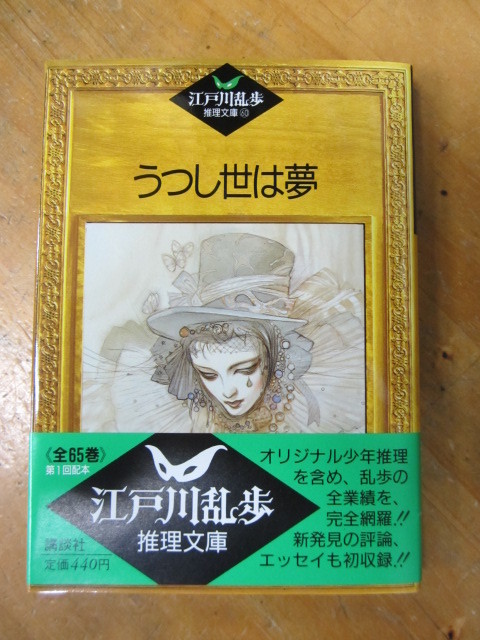 江戸川乱歩
推理文庫60
うつし世は夢
《全65巻》
第1回配本
江戸川乱歩
推理文庫
講談社
定価440円
オリジナル少年推理
を含め、乱歩の
全業績を、
完全網羅!!
新発見の評論、
エッセイも初収録!!